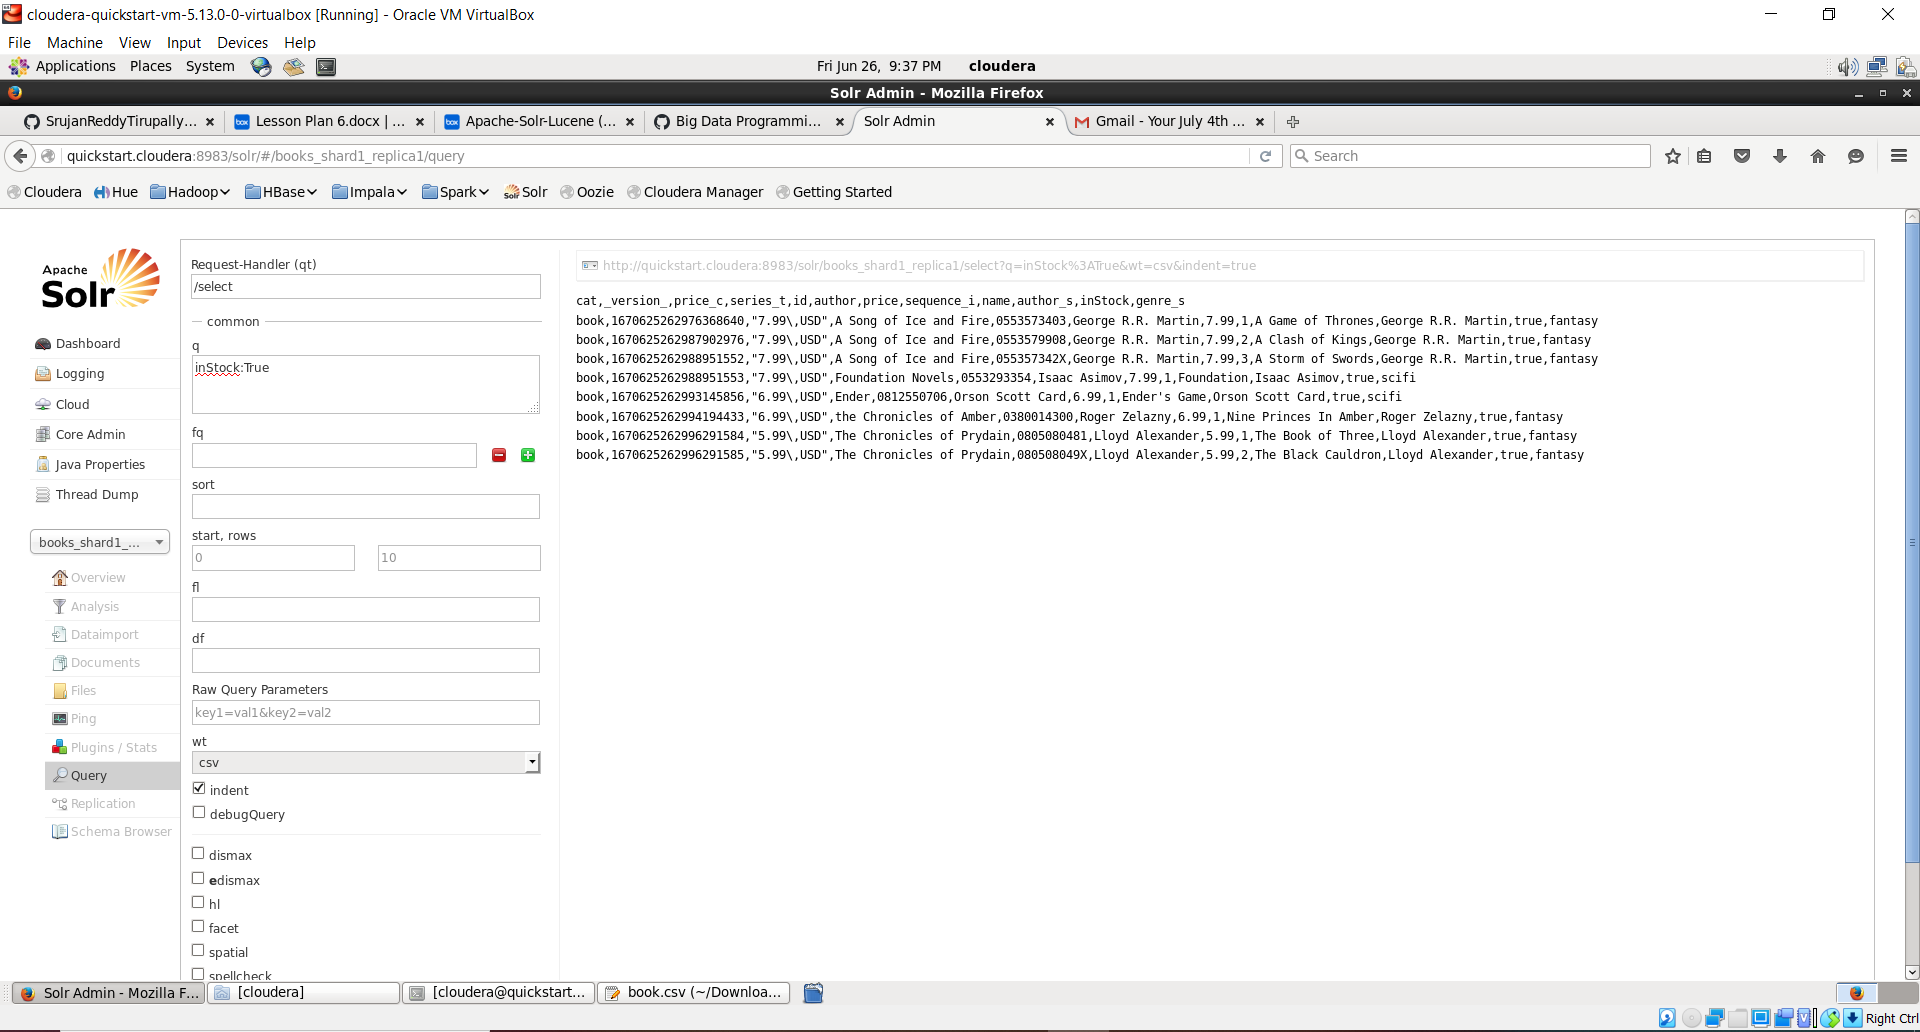 cloudera-quickstart-vm-5.13.0-0-virtualbox [Running] - Oracle VM VirtualBox
File Machine View Input Devices Help
Applications Places System Fri Jun 26, 9:37 PM cloudera
Solr Admin - Mozilla Firefox
SrujanReddyTirupally... Lesson Plan 6.docx | ... Apache-Solr-Lucene (... Big Data Programmi... Solr Admin Gmail - Your July 4th ...
quickstart.cloudera:8983/solr/#/books_shard1_replica1/query Search
Cloudera Hue Hadoop HBase Impala Spark Solr Oozie Cloudera Manager Getting Started
Apache
Solr
Dashboard
Logging
Cloud
Core Admin
Java Properties
Thread Dump
books_shard1_...
Overview
Analysis
Dataimport
Documents
Files
Ping
Plugins / Stats
Query
Replication
Schema Browser
Request-Handler (qt)
/select
common
q
inStock:True
fq
sort
start, rows
0 10
fl
df
Raw Query Parameters
key1=val1&key2=val2
wt
csv
indent
debugQuery
dismax
edismax
hl
facet
spatial
spellcheck
http://quickstart.cloudera:8983/solr/books_shard1_replica1/select?q=inStock%3ATrue&wt=csv&indent=true
cat,_version_,price_c,series_t,id,author,price,sequence_i,name,author_s,inStock,genre_s
book,1670625262976368640,"7.99\,USD",A Song of Ice and Fire,0553573403,George R.R. Martin,7.99,1,A Game of Thrones,George R.R. Martin,true,fantasy
book,1670625262987902976,"7.99\,USD",A Song of Ice and Fire,0553579908,George R.R. Martin,7.99,2,A Clash of Kings,George R.R. Martin,true,fantasy
book,1670625262988951552,"7.99\,USD",A Song of Ice and Fire,055357342X,George R.R. Martin,7.99,3,A Storm of Swords,George R.R. Martin,true,fantasy
book,1670625262988951553,"7.99\,USD",Foundation Novels,0553293354,Isaac Asimov,7.99,1,Foundation,Isaac Asimov,true,scifi
book,1670625262993145856,"6.99\,USD",Ender,0812550706,Orson Scott Card,6.99,1,Ender's Game,Orson Scott Card,true,scifi
book,1670625262994194433,"6.99\,USD",the Chronicles of Amber,0380014300,Roger Zelazny,6.99,1,Nine Princes In Amber,Roger Zelazny,true,fantasy
book,1670625262996291584,"5.99\,USD",The Chronicles of Prydain,0805080481,Lloyd Alexander,5.99,1,The Book of Three,Lloyd Alexander,true,fantasy
book,1670625262996291585,"5.99\,USD",The Chronicles of Prydain,080508049X,Lloyd Alexander,5.99,2,The Black Cauldron,Lloyd Alexander,true,fantasy
Solr Admin - Mozilla F... [cloudera] [cloudera@quickstart... book.csv (~/Downloa...
Right Ctrl